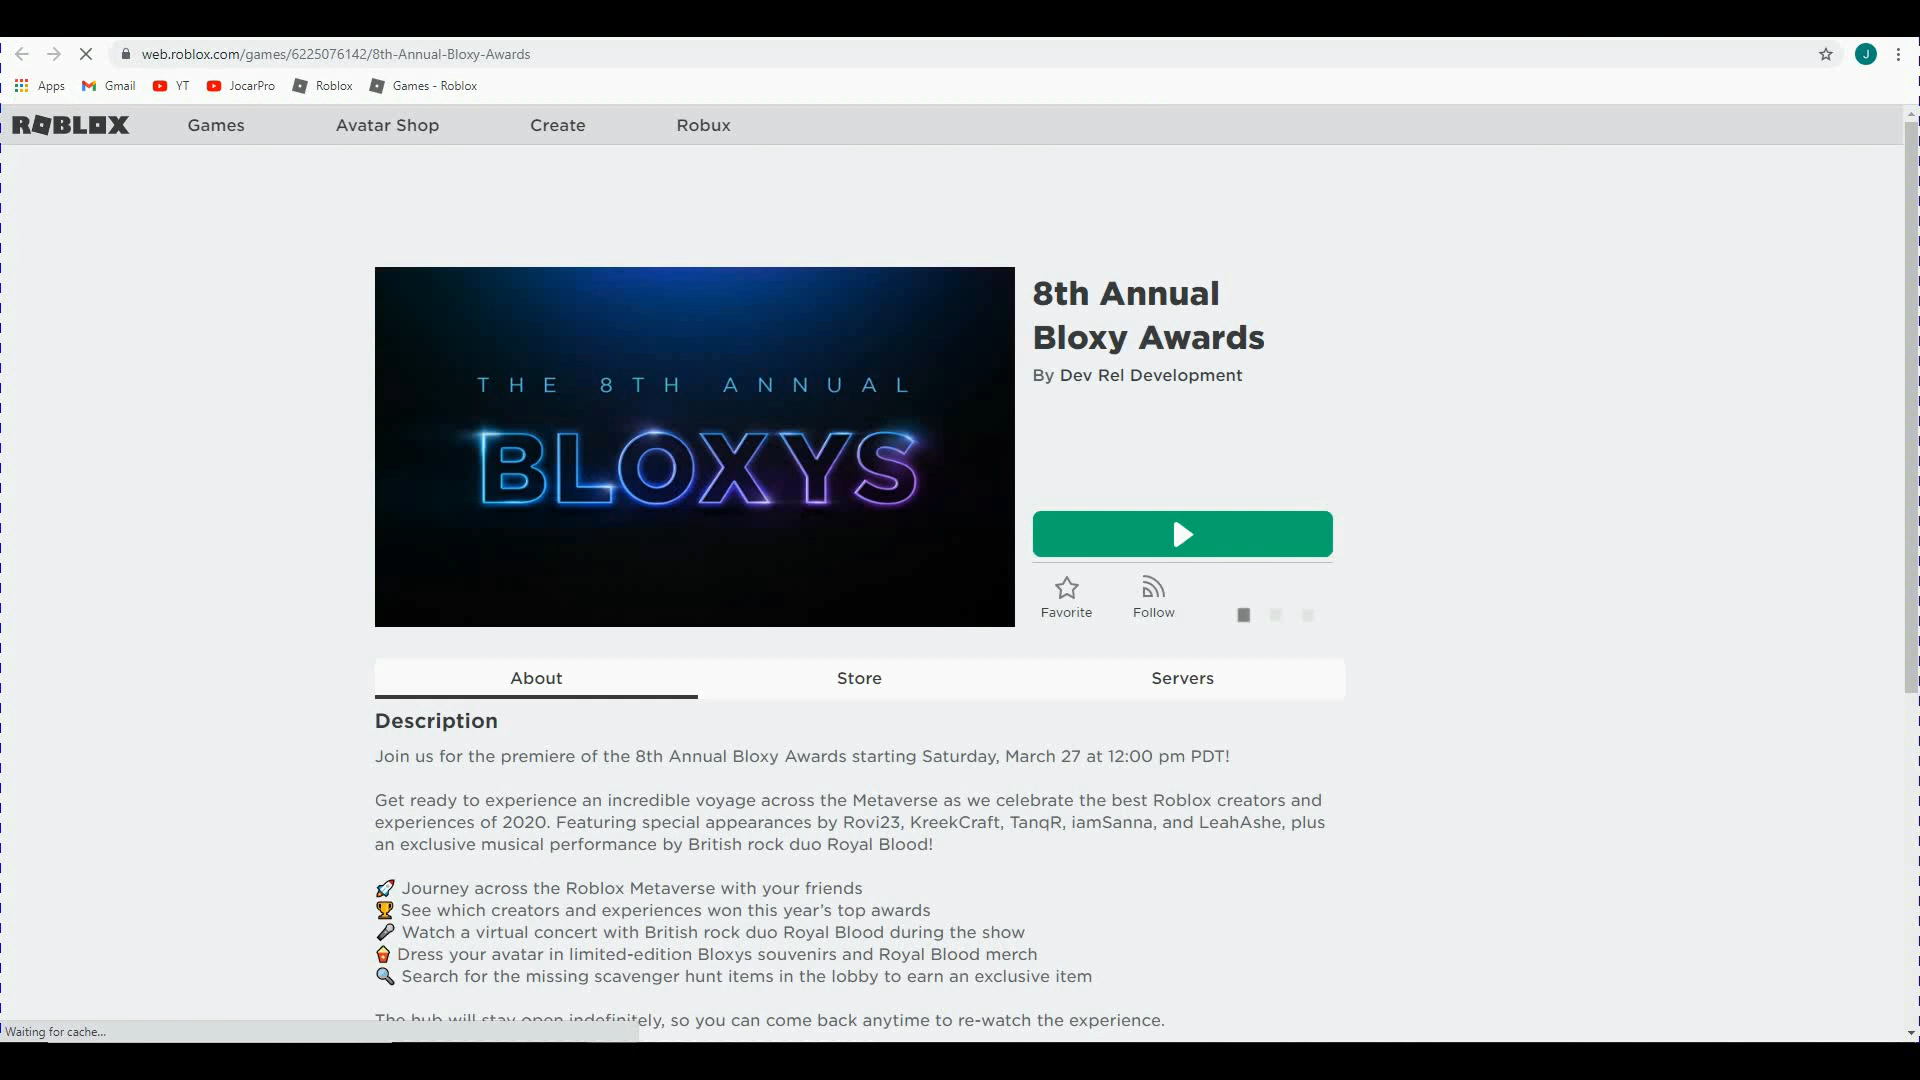 web.roblox.com/games/6225076142/8th-Annual-Bloxy-Awards
J
Apps Gmail YT JocarPro Roblox Games - Roblox
ROBLOX Games Avatar Shop Create Robux
THE 8TH ANNUAL
BLOXYS
8th Annual
Bloxy Awards
By Dev Rel Development
Favorite Follow
About Store Servers
Description
Join us for the premiere of the 8th Annual Bloxy Awards starting Saturday, March 27 at 12:00 pm PDT!
Get ready to experience an incredible voyage across the Metaverse as we celebrate the best Roblox creators and
experiences of 2020. Featuring special appearances by Rovi23, KreekCraft, TanqR, iamSanna, and LeahAshe, plus
an exclusive musical performance by British rock duo Royal Blood!
🚀 Journey across the Roblox Metaverse with your friends
🏆 See which creators and experiences won this year’s top awards
🎤 Watch a virtual concert with British rock duo Royal Blood during the show
🍿 Dress your avatar in limited-edition Bloxys souvenirs and Royal Blood merch
🔍 Search for the missing scavenger hunt items in the lobby to earn an exclusive item
The hub will stay open indefinitely, so you can come back anytime to re-watch the experience.
Waiting for cache...